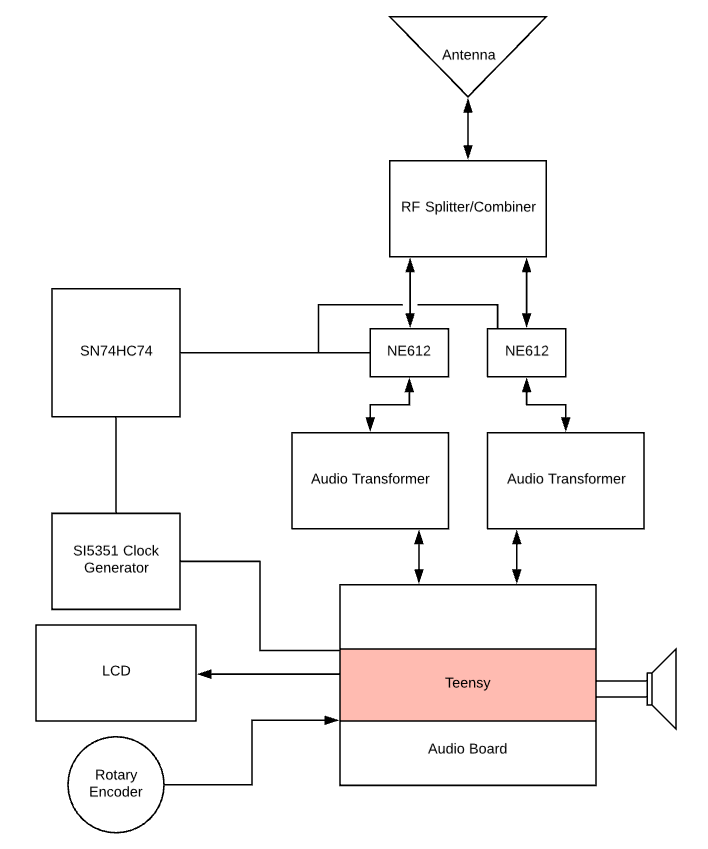 Antenna
RF Splitter/Combiner
SN74HC74
NE612
NE612
Audio Transformer
Audio Transformer
SI5351 Clock
Generator
LCD
Teensy
Audio Board
Rotary
Encoder